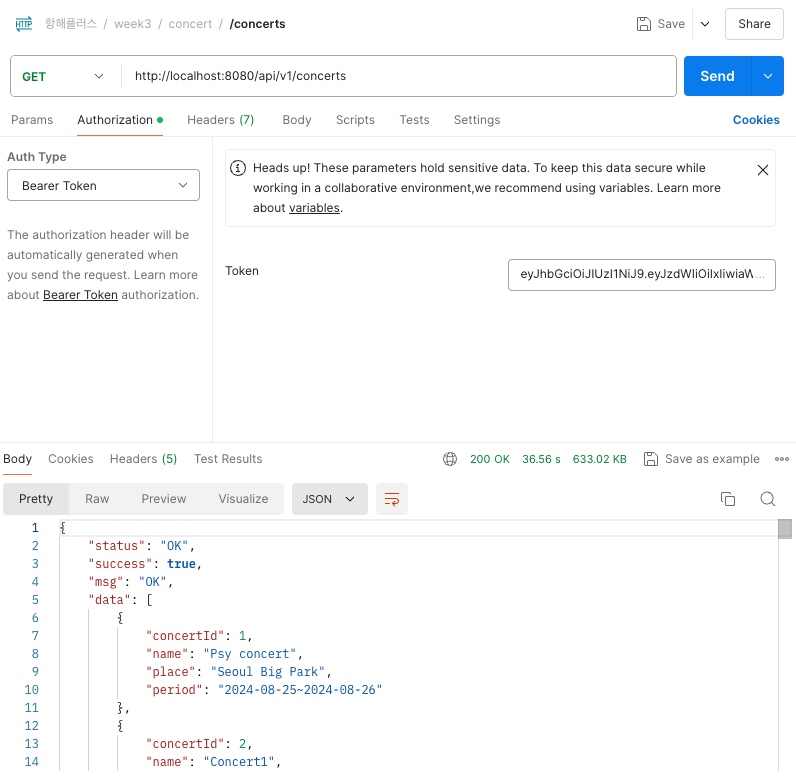 HTTP 항해플러스 / week3 / concert / /concerts Save Share
GET http://localhost:8080/api/v1/concerts Send
Params Authorization Headers (7) Body Scripts Tests Settings Cookies
Auth Type
Bearer Token
The authorization header will be
automatically generated when
you send the request. Learn more
about Bearer Token authorization.
Heads up! These parameters hold sensitive data. To keep this data secure while
working in a collaborative environment,we recommend using variables. Learn more
about variables.
Token
Body Cookies Headers (5) Test Results 200 OK 36.56 s 633.02 KB Save as example
Pretty Raw Preview Visualize JSON
1 {
2 "status": "OK",
3 "success": true,
4 "msg": "OK",
5 "data": [
6 {
7 "concertId": 1,
8 "name": "Psy concert",
9 "place": "Seoul Big Park",
10 "period": "2024-08-25~2024-08-26"
11 },
12 {
13 "concertId": 2,
14 "name": "Concert1",